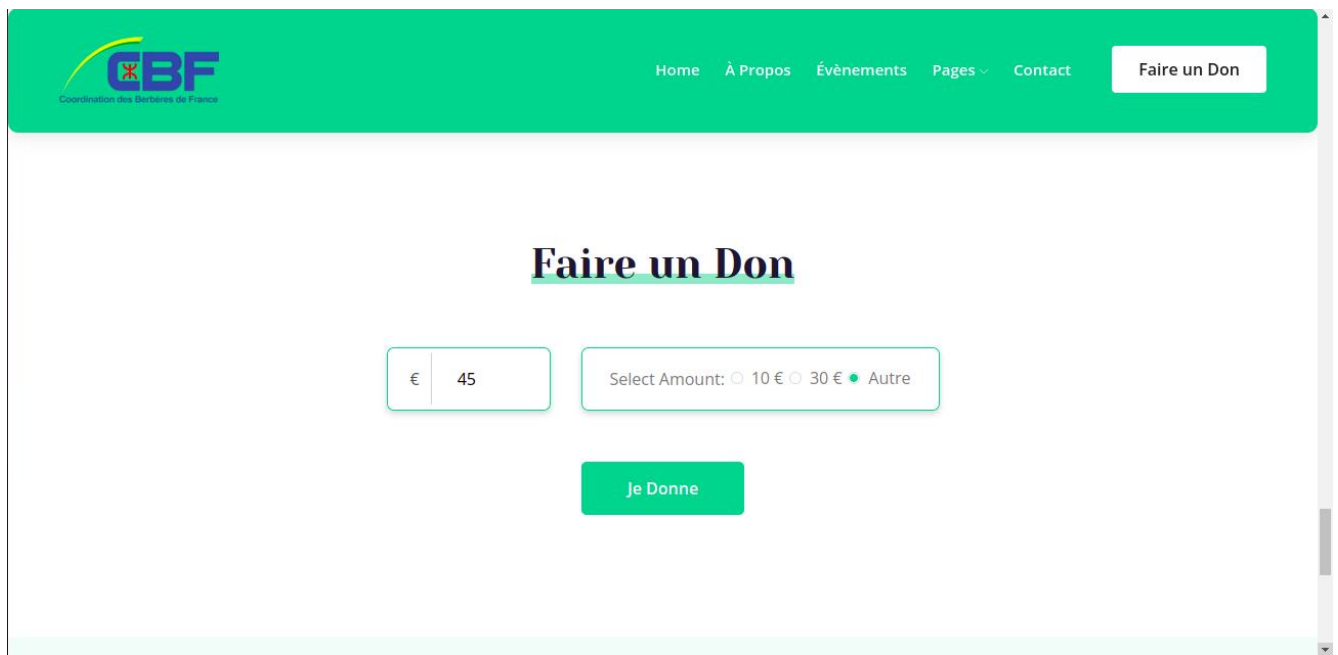 CBF
Coordination des Berbères de France
Home À Propos Évènements Pages Contact Faire un Don
Faire un Don
€ 45 Select Amount: 10 € 30 € Autre
Je Donne